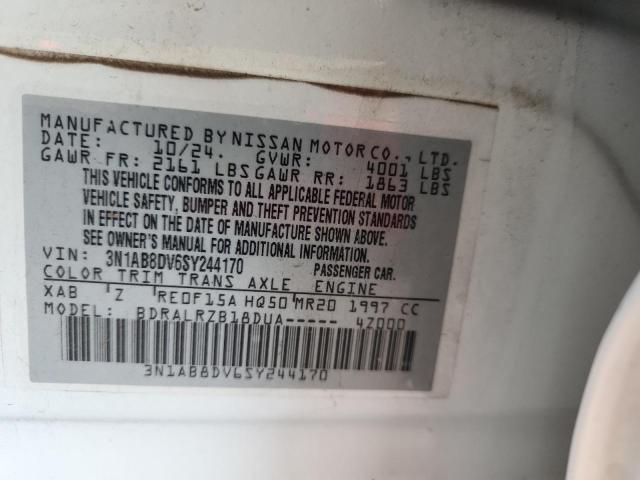 MANUFACTURED BY NISSAN MOTOR CO., LTD.
DATE: 10/24. GVWR: 4001 LBS
GAWR FR: 2161 LBS GAWR RR: 1863 LBS
THIS VEHICLE CONFORMS TO ALL APPLICABLE FEDERAL MOTOR
VEHICLE SAFETY, BUMPER AND THEFT PREVENTION STANDARDS
IN EFFECT ON THE DATE OF MANUFACTURE SHOWN ABOVE.
SEE OWNER'S MANUAL FOR ADDITIONAL INFORMATION.
VIN: 3N1AB8DV6SY244170 PASSENGER CAR.
COLOR TRIM TRANS AXLE ENGINE
XAB Z RE0F15A HQ50 MR20 1997 CC
MODEL: BDRALRZB18DUA----- 4Z000
3N1AB8DV6SY244170